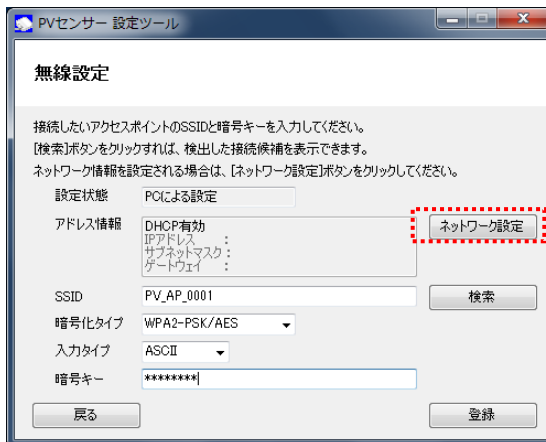 PVセンサー 設定ツール
無線設定
接続したいアクセスポイントのSSIDと暗号キーを入力してください。
[検索]ボタンをクリックすれば、検出した接続候補を表示できます。
ネットワーク情報を設定される場合は、[ネットワーク設定]ボタンをクリックしてください。
設定状態 PCによる設定
アドレス情報 DHCP有効 ネットワーク設定
IPアドレス :
サブネットマスク :
ゲートウェイ :
SSID PV_AP_0001 検索
暗号化タイプ WPA2-PSK/AES
入力タイプ ASCII
暗号キー ********
戻る 登録